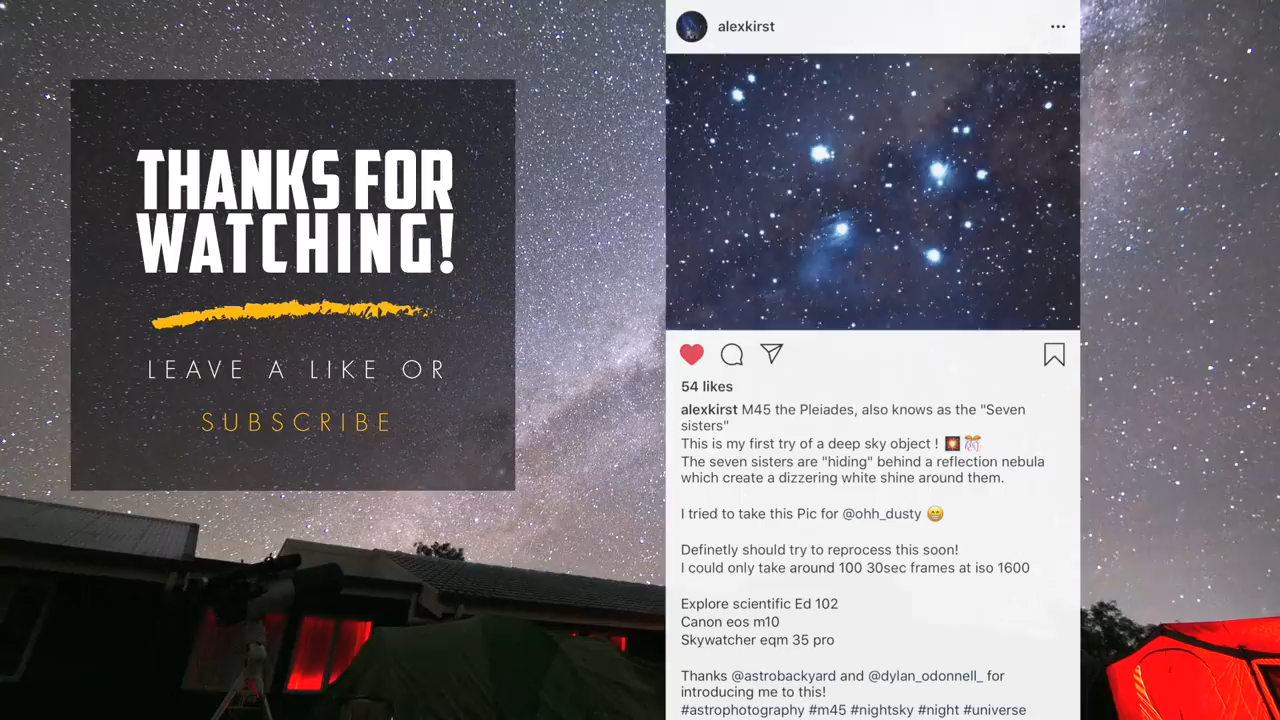 THANKS FOR
WATCHING!
LEAVE A LIKE OR
SUBSCRIBE
alexkirst
54 likes
alexkirst M45 the Pleiades, also knows as the "Seven
sisters"
This is my first try of a deep sky object ! 🎆🎊
The seven sisters are "hiding" behind a reflection nebula
which create a dizzering white shine around them.
I tried to take this Pic for @ohh_dusty 😁
Definetly should try to reprocess this soon!
I could only take around 100 30sec frames at iso 1600
Explore scientific Ed 102
Canon eos m10
Skywatcher eqm 35 pro
Thanks @astrobackyard and @dylan_odonnell_ for
introducing me to this!
#astrophotography #m45 #nightsky #night #universe